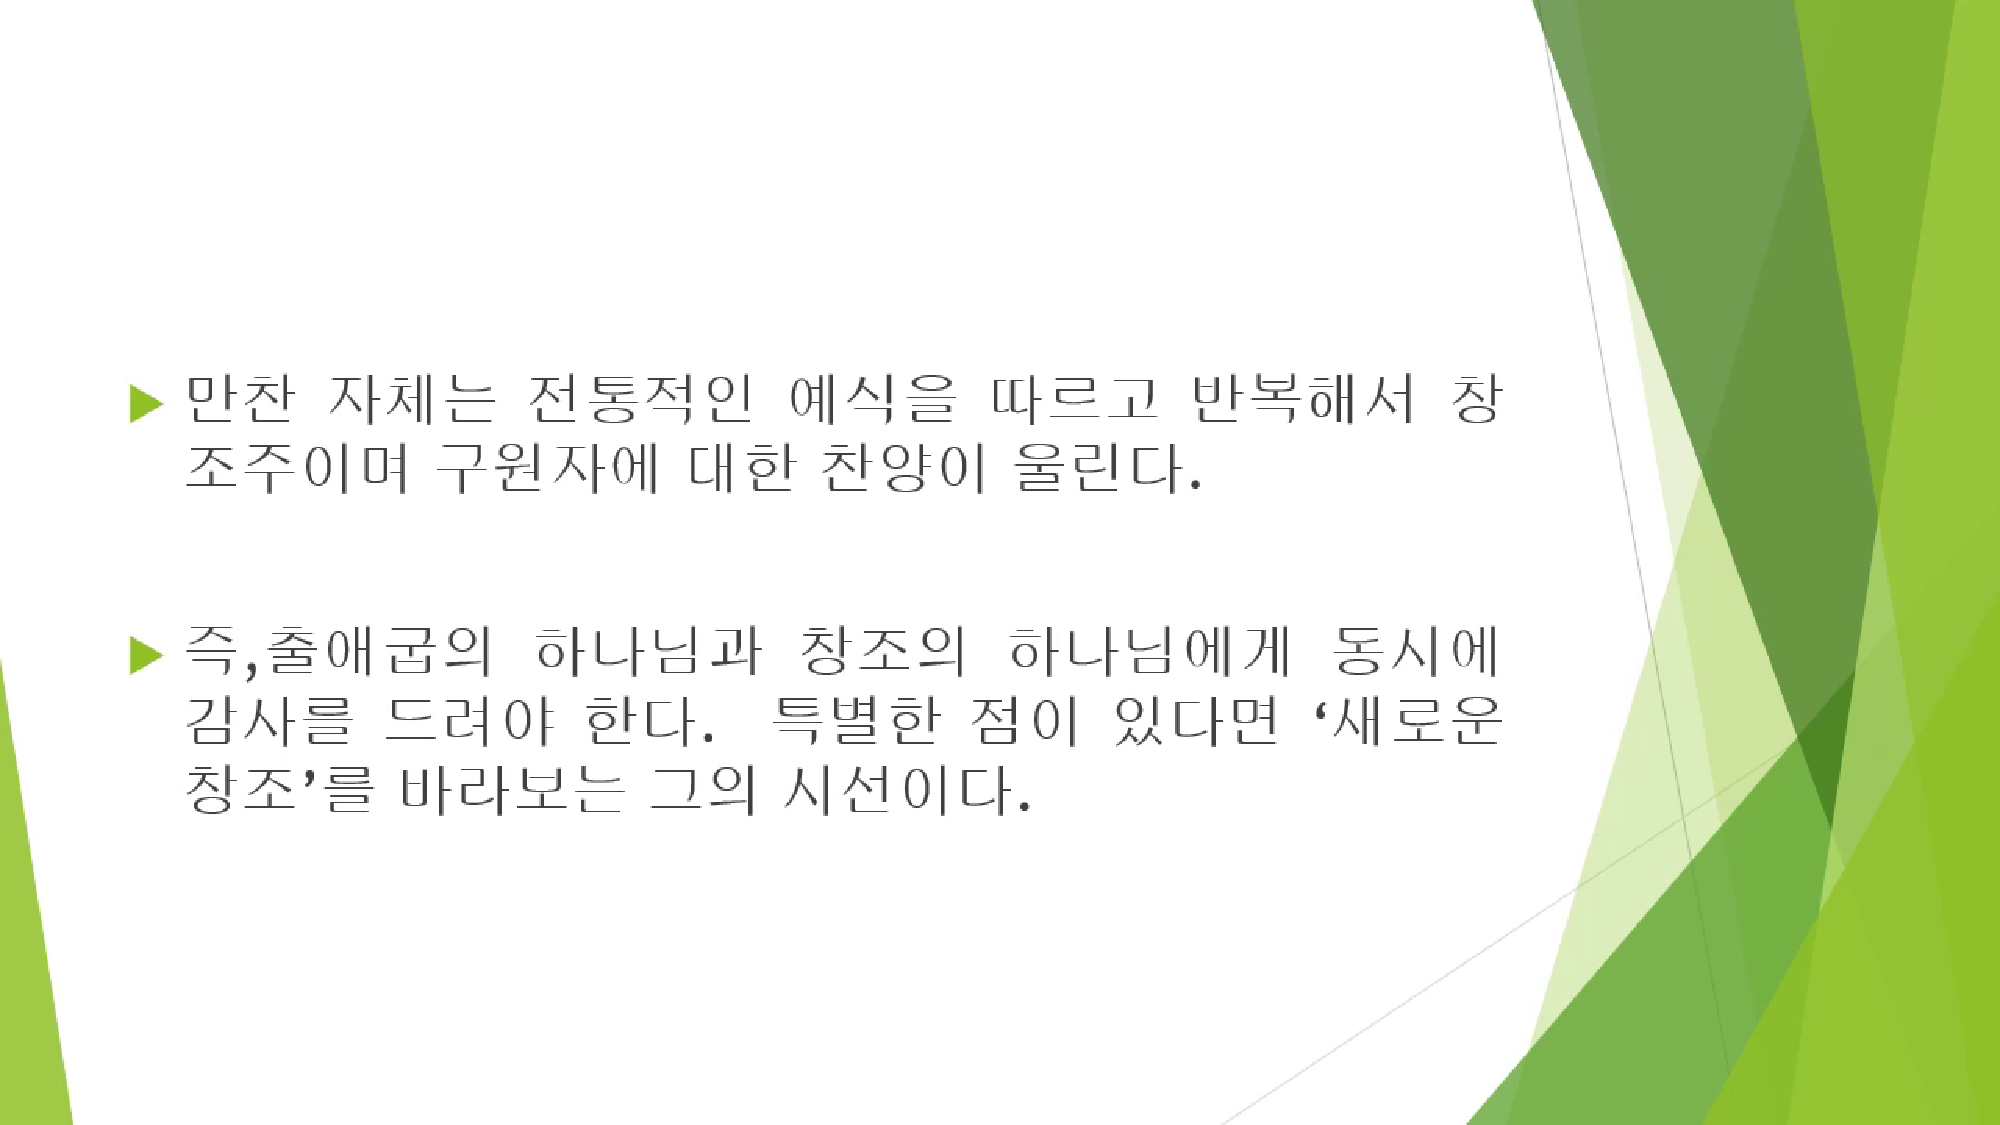 만찬 자체는 전통적인 예식을 따르고 반복해서 창
조주이며 구원자에 대한 찬양이 울린다.
즉,출애굽의 하나님과 창조의 하나님에게 동시에
감사를 드려야 한다. 특별한 점이 있다면 ‘새로운
창조’를 바라보는 그의 시선이다.